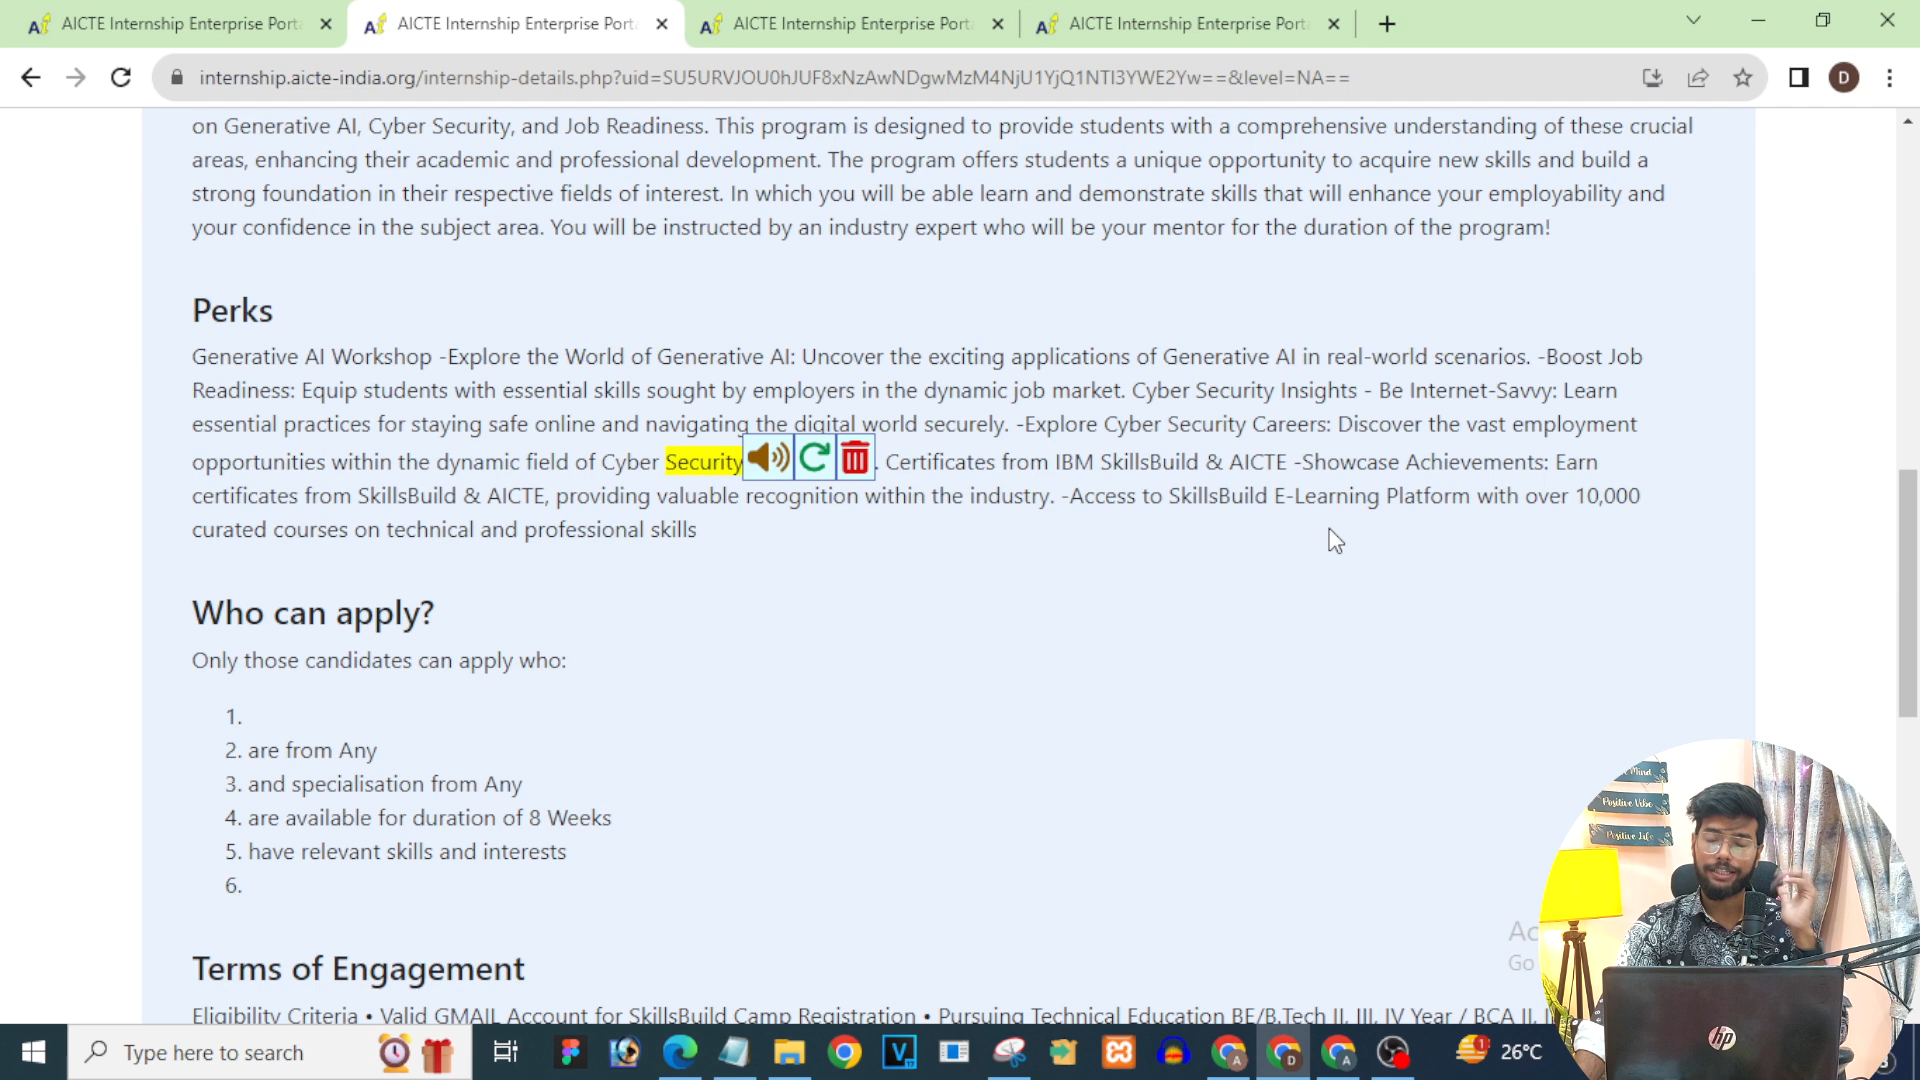 AICTE Internship Enterprise Port
AICTE Internship Enterprise Port
AICTE Internship Enterprise Port
AICTE Internship Enterprise Port
internship.aicte-india.org/internship-details.php?uid=SU5URVJOU0hJUF8xNzAwNDgwMzM4NjU1YjQ1NTI3YWE2Yw==&level=NA==
D
on Generative AI, Cyber Security, and Job Readiness. This program is designed to provide students with a comprehensive understanding of these crucial
areas, enhancing their academic and professional development. The program offers students a unique opportunity to acquire new skills and build a
strong foundation in their respective fields of interest. In which you will be able learn and demonstrate skills that will enhance your employability and
your confidence in the subject area. You will be instructed by an industry expert who will be your mentor for the duration of the program!
Perks
Generative AI Workshop -Explore the World of Generative AI: Uncover the exciting applications of Generative AI in real-world scenarios. -Boost Job
Readiness: Equip students with essential skills sought by employers in the dynamic job market. Cyber Security Insights - Be Internet-Savvy: Learn
essential practices for staying safe online and navigating the digital world securely. -Explore Cyber Security Careers: Discover the vast employment
opportunities within the dynamic field of Cyber Security. Certificates from IBM SkillsBuild & AICTE -Showcase Achievements: Earn
certificates from SkillsBuild & AICTE, providing valuable recognition within the industry. -Access to SkillsBuild E-Learning Platform with over 10,000
curated courses on technical and professional skills
Who can apply?
Only those candidates can apply who:
1.
2. are from Any
3. and specialisation from Any
4. are available for duration of 8 Weeks
5. have relevant skills and interests
6.
Terms of Engagement
Eligibility Criteria • Valid GMAIL Account for SkillsBuild Camp Registration • Pursuing Technical Education BE/B.Tech II, III, IV Year / BCA II,
Mind
Positive Vibe
Positive Life
Go
hp
Type here to search
26°C